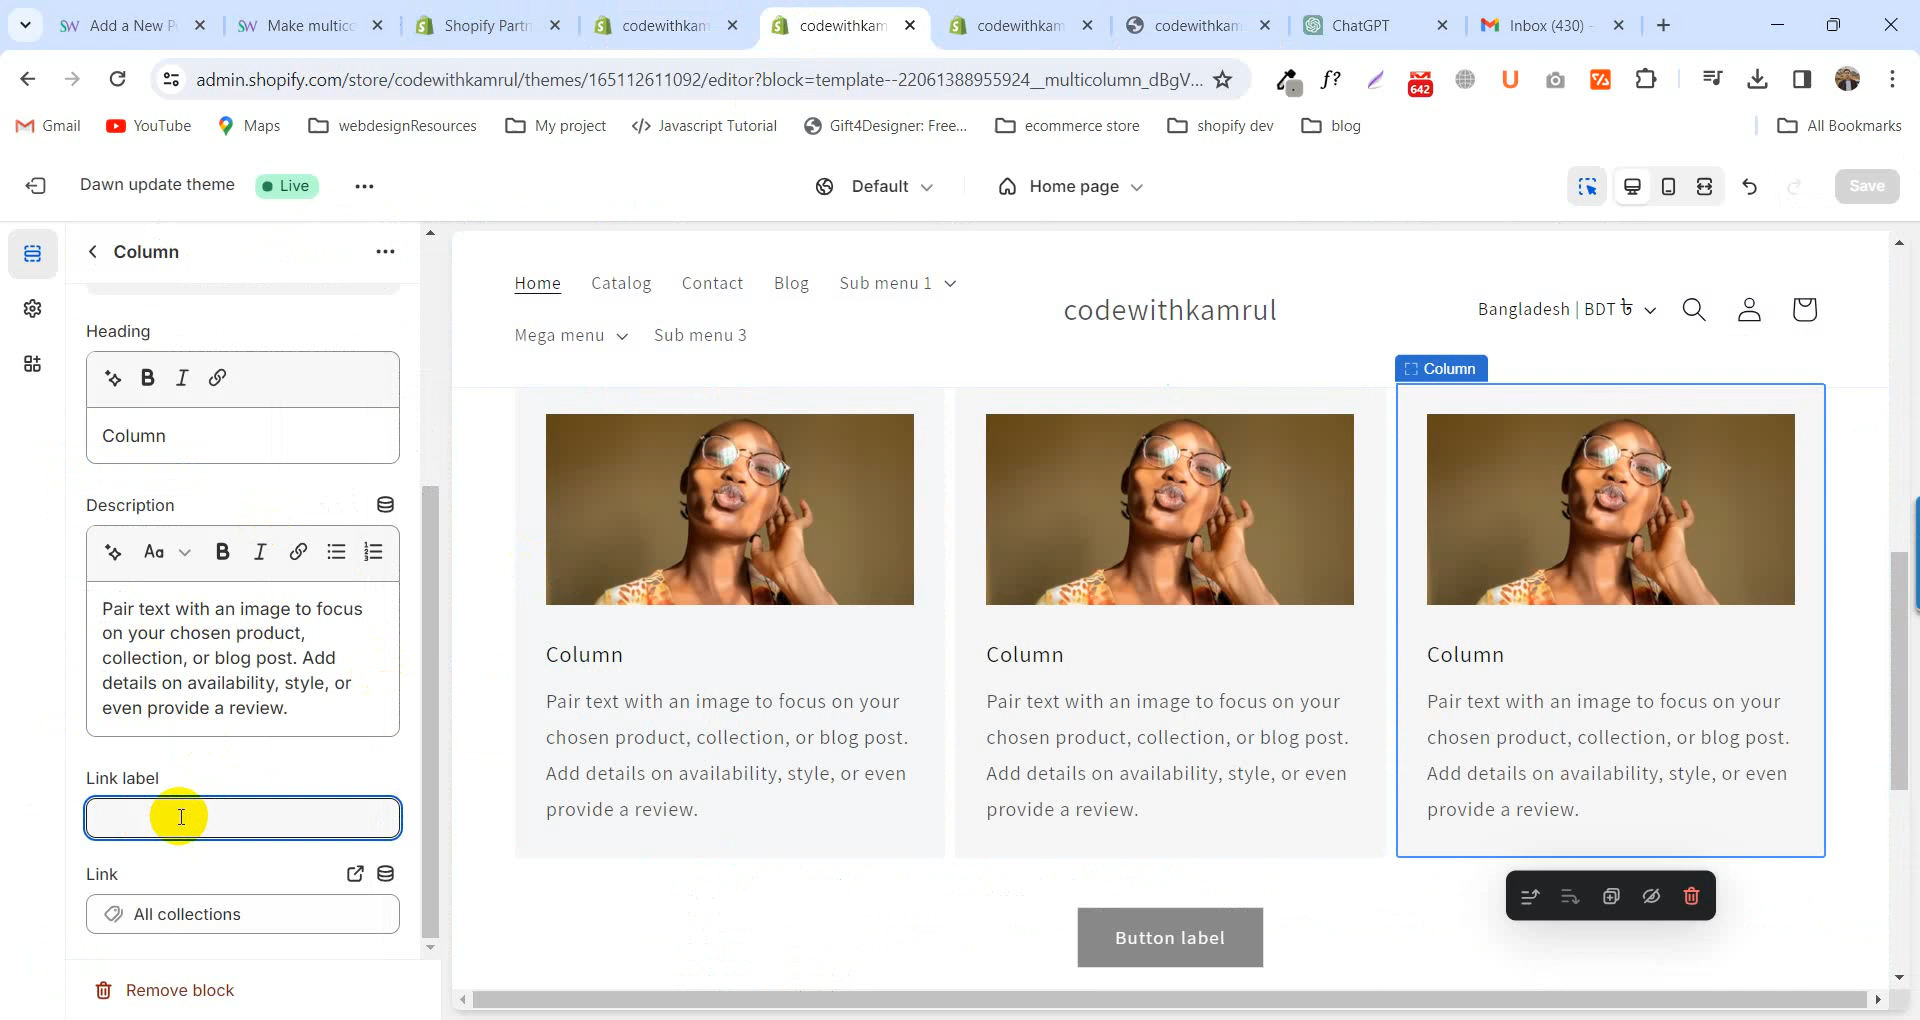 Add a New P
Make multico
Shopify Partn
codewithkam
codewithkam
codewithkam
codewithkam
ChatGPT
Inbox (430) -
admin.shopify.com/store/codewithkamrul/themes/165112611092/editor?block=template--22061388955924__multicolumn_dBgV...
f?
642
Gmail
YouTube
Maps
webdesignResources
My project
Javascript Tutorial
Gift4Designer: Free...
ecommerce store
shopify dev
blog
All Bookmarks
Dawn update theme
Live
Default
Home page
Save
Column
Heading
Column
Description
Aa
Pair text with an image to focus
on your chosen product,
collection, or blog post. Add
details on availability, style, or
even provide a review.
Link label
Link
All collections
Remove block
Home Catalog Contact Blog Sub menu 1
Mega menu Sub menu 3
codewithkamrul
Bangladesh | BDT ৳
Column
Column
Pair text with an image to focus on your
chosen product, collection, or blog post.
Add details on availability, style, or even
provide a review.
Column
Pair text with an image to focus on your
chosen product, collection, or blog post.
Add details on availability, style, or even
provide a review.
Column
Pair text with an image to focus on your
chosen product, collection, or blog post.
Add details on availability, style, or even
provide a review.
Button label